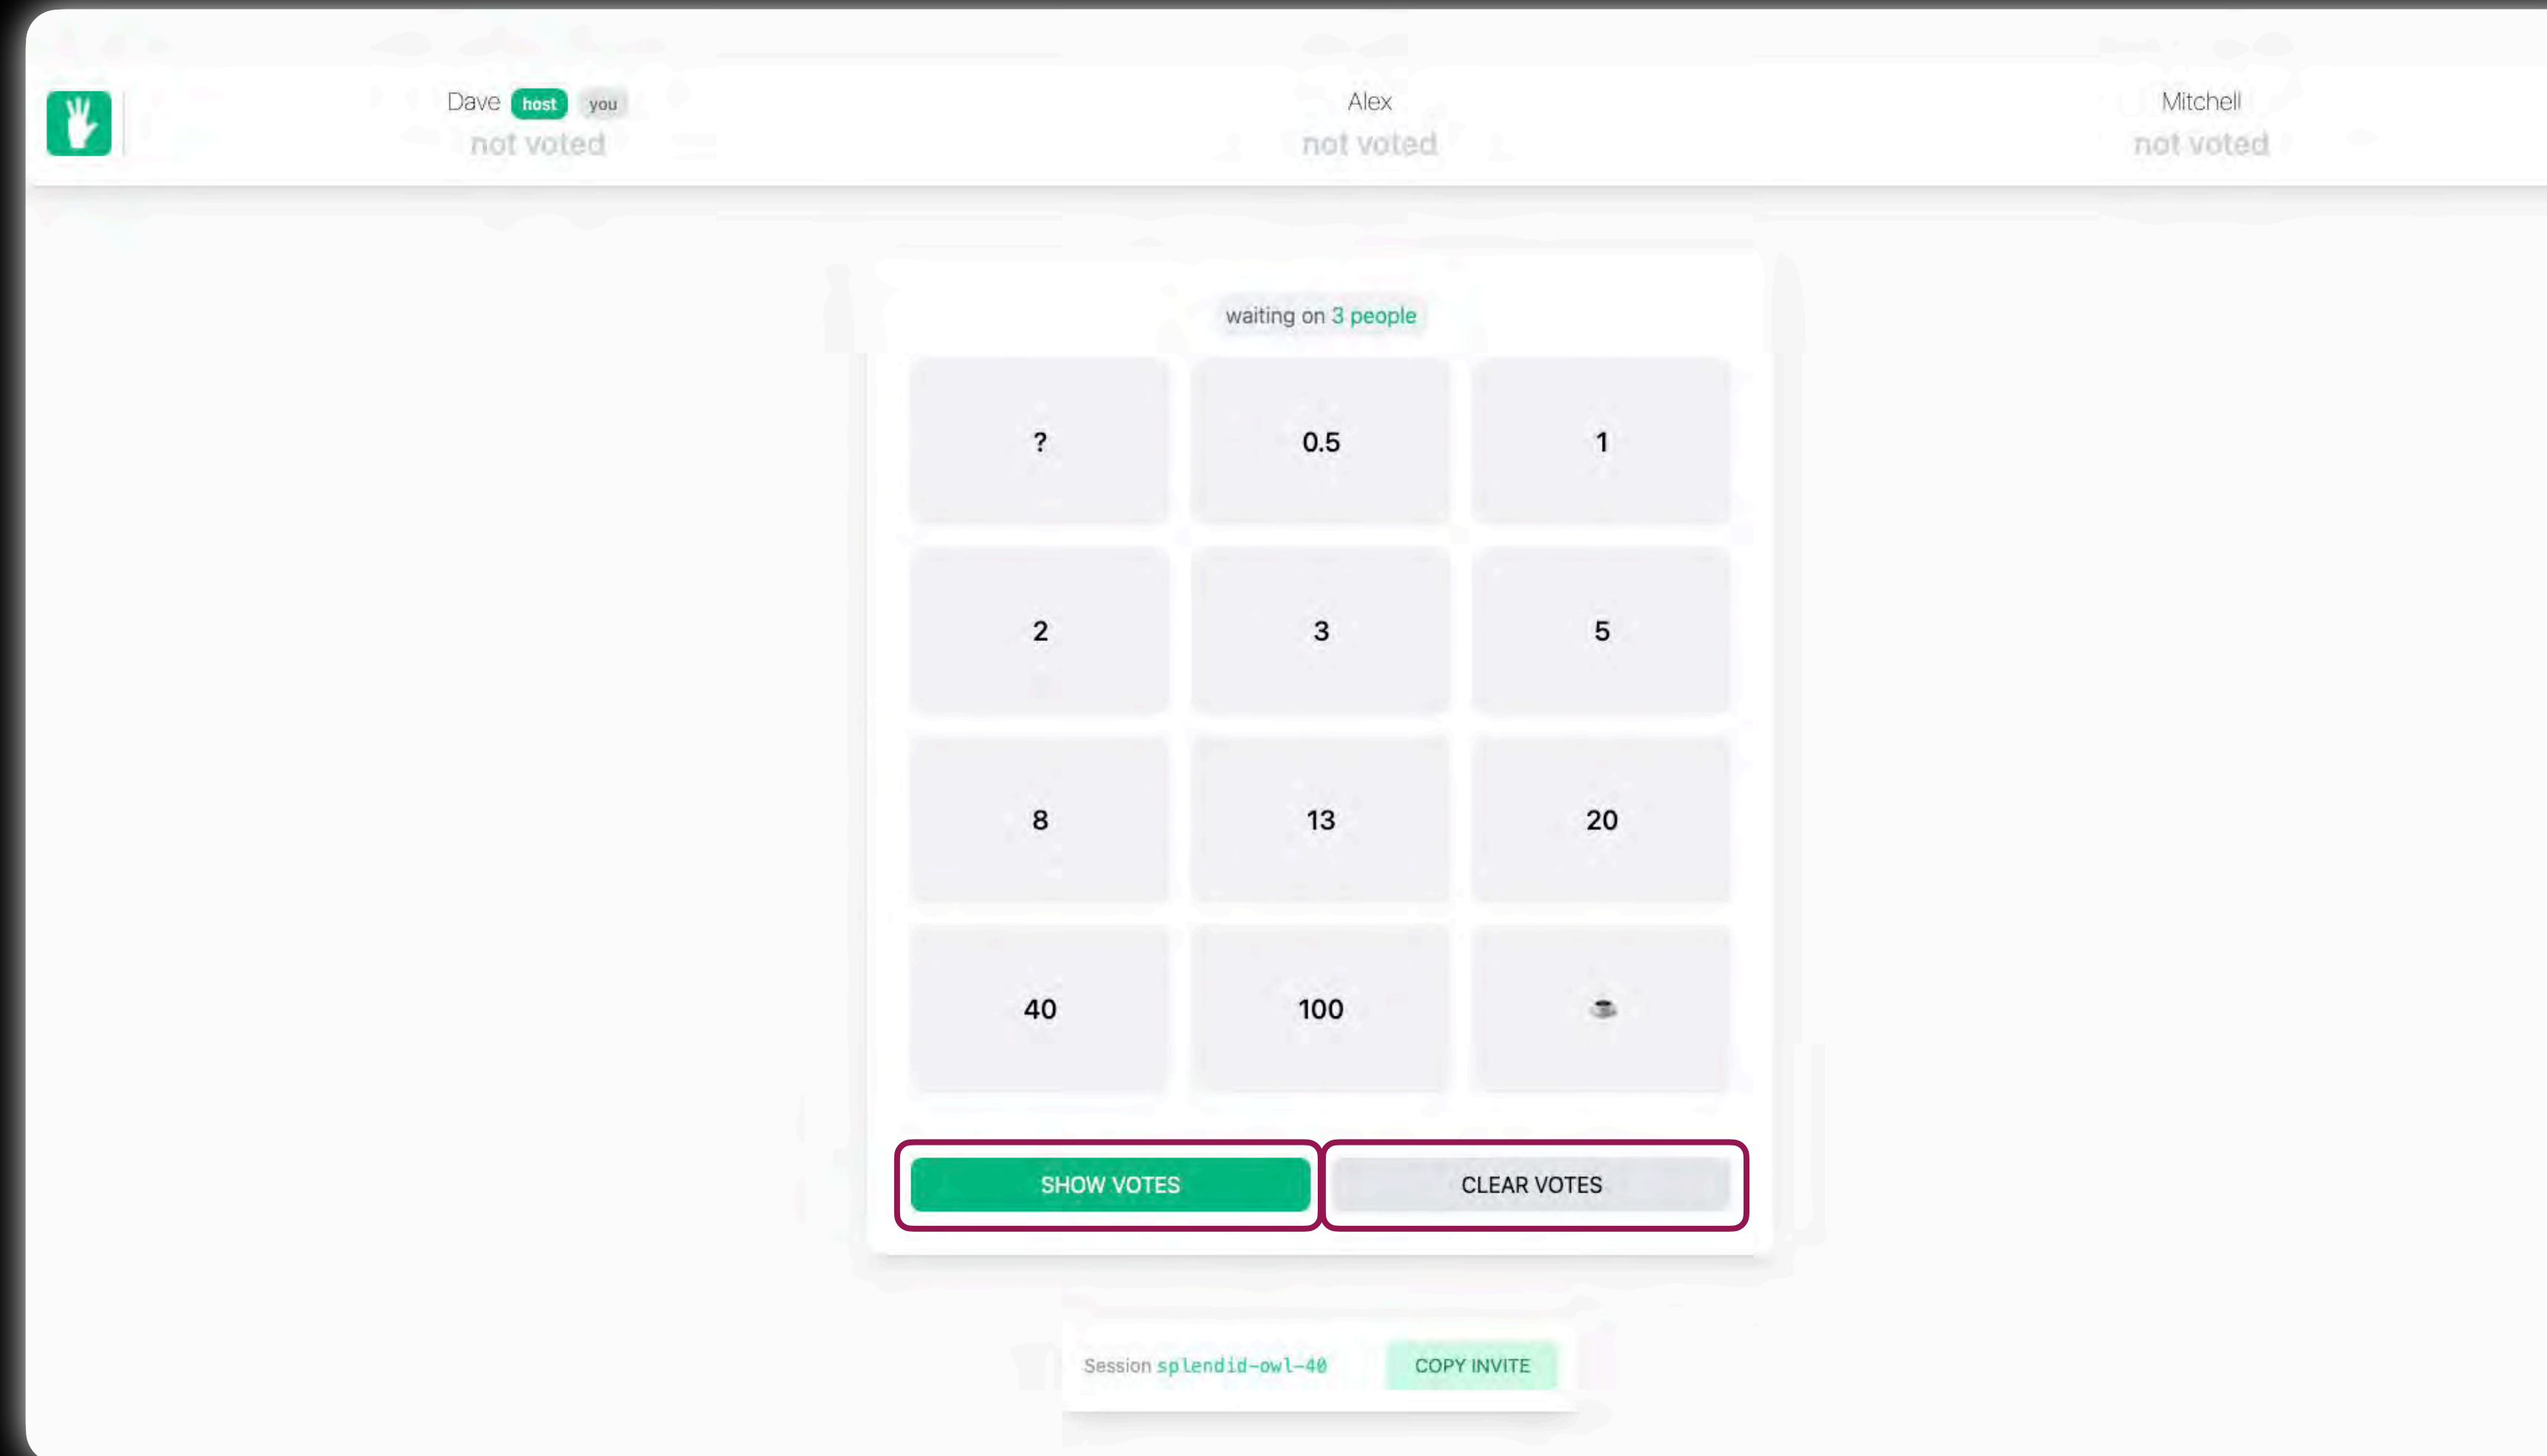 Dave host you
not voted
Alex
not voted
Mitchell
not voted
waiting on 3 people
? 0.5 1
2 3 5
8 13 20
40 100
SHOW VOTES CLEAR VOTES
Session splendid-owl-40 COPY INVITE